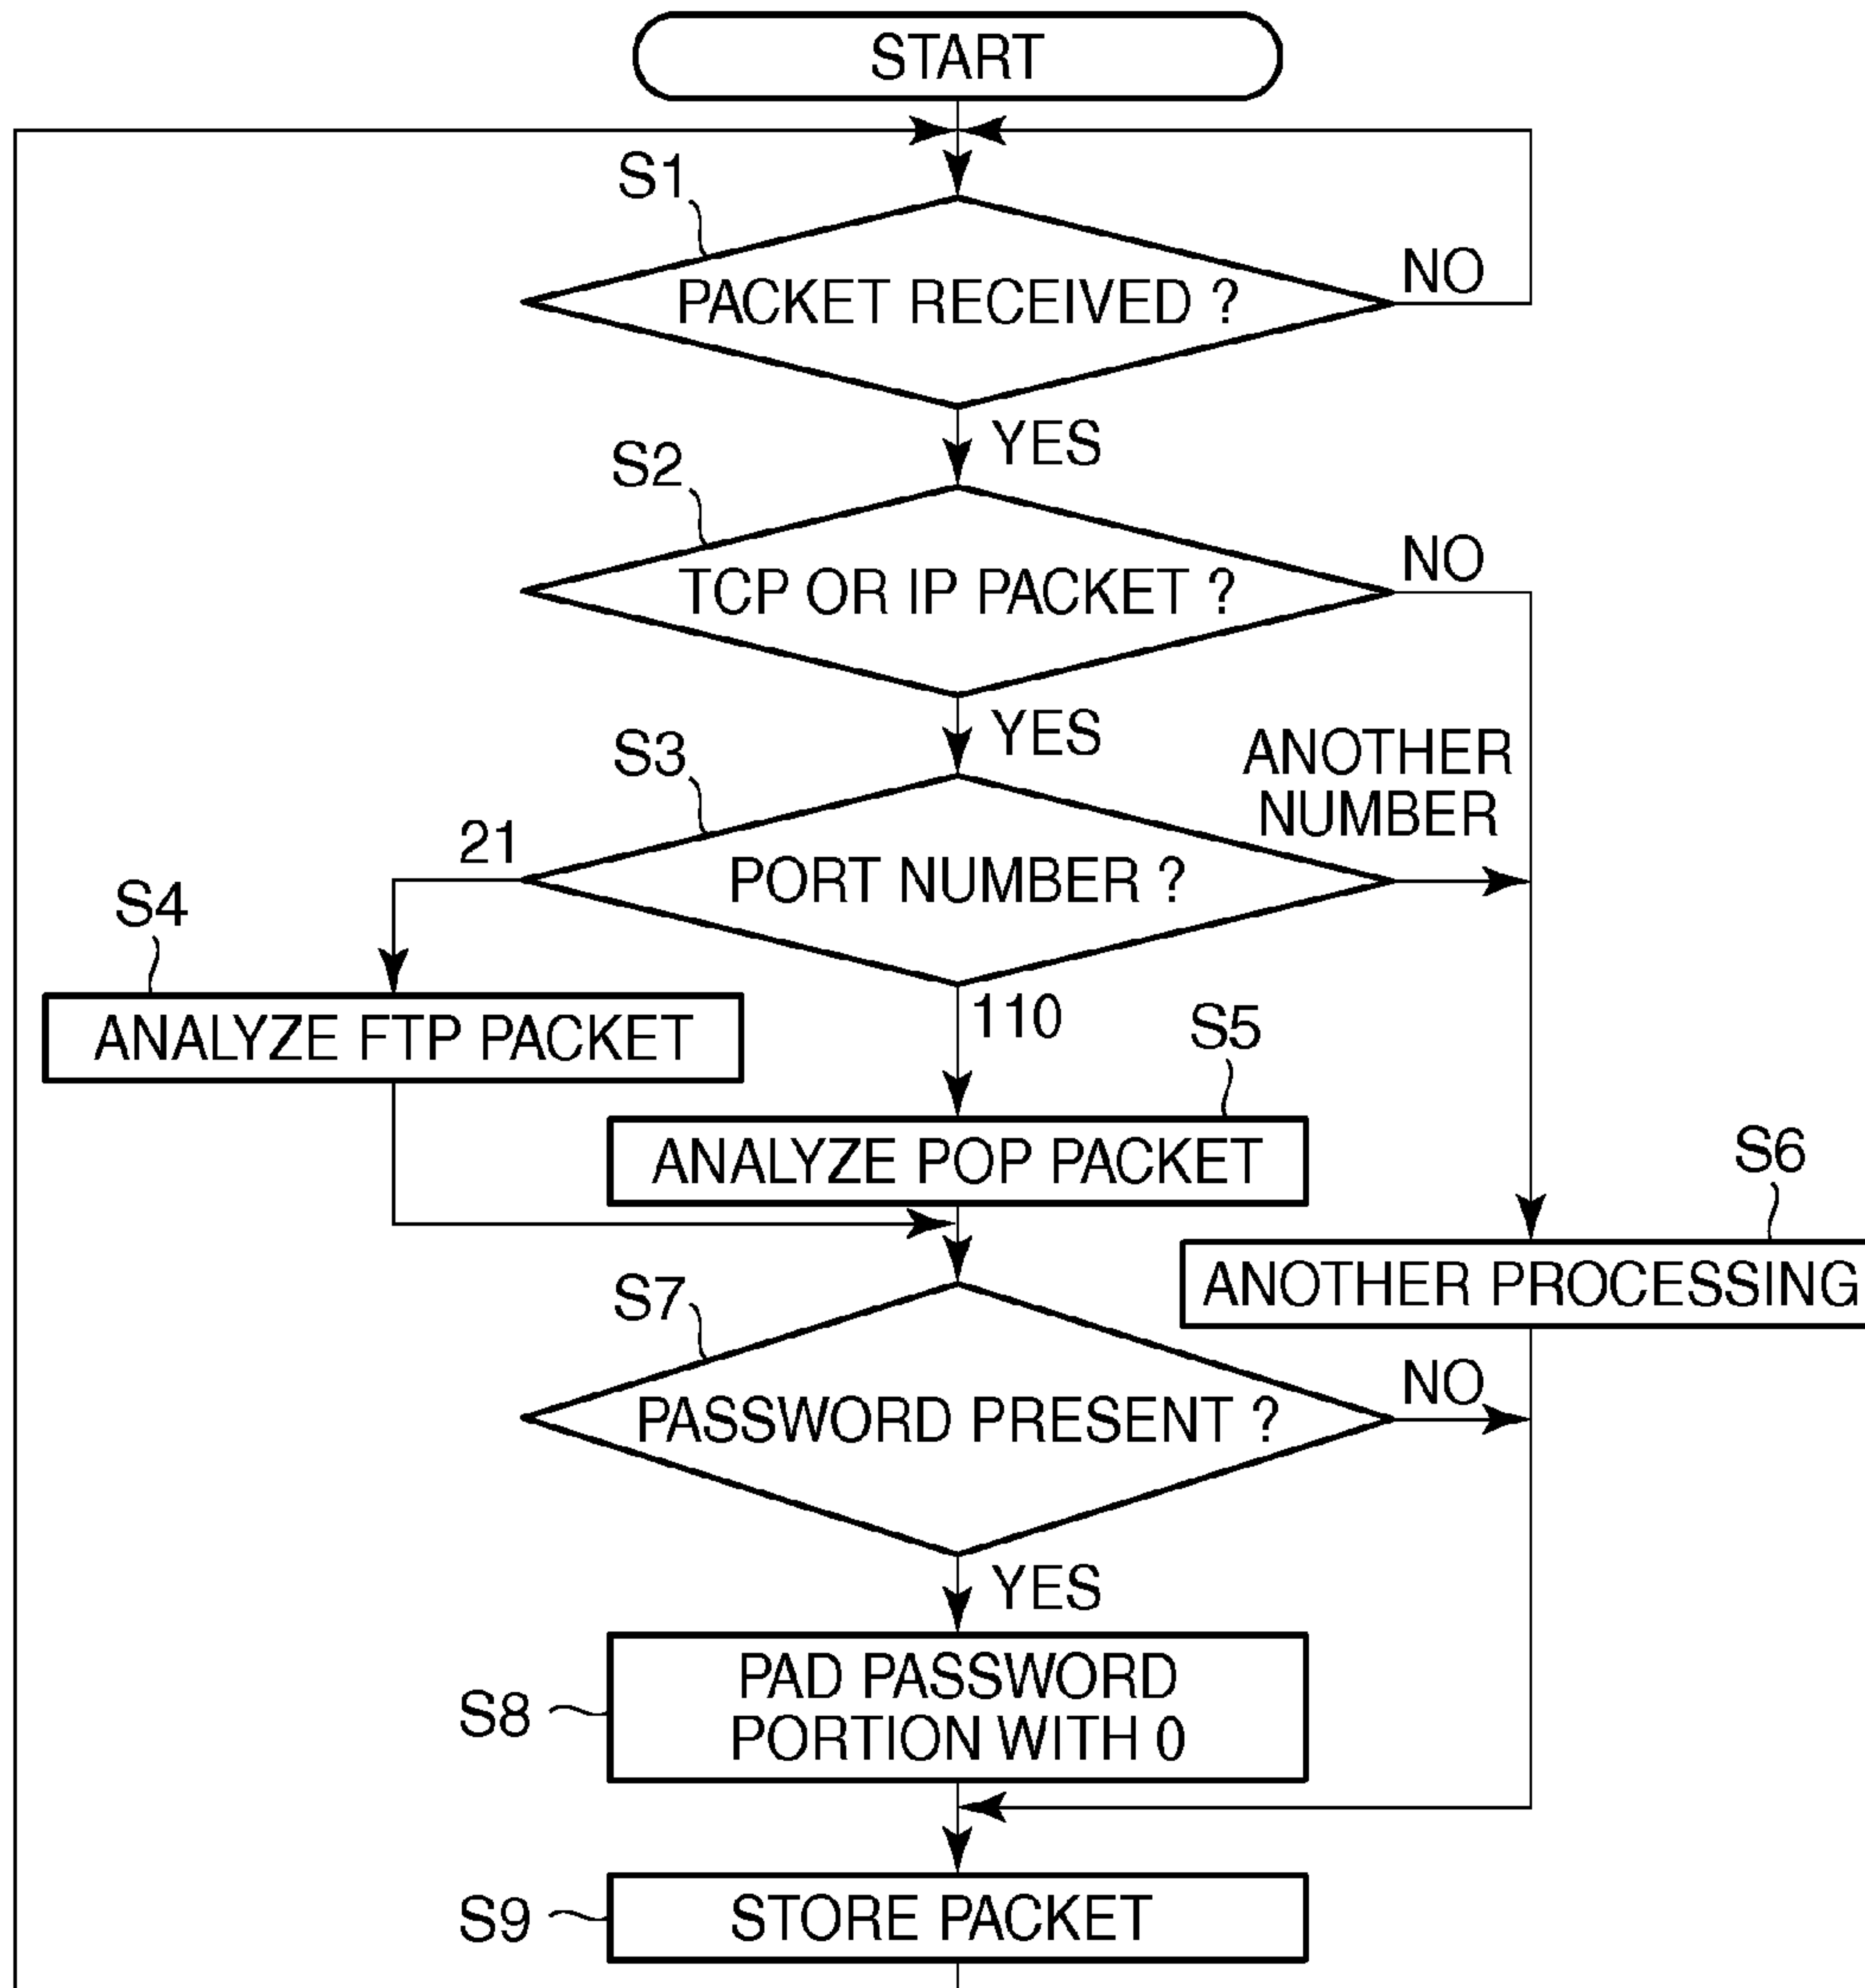 START
S1
PACKET RECEIVED ?
NO
YES
S2
TCP OR IP PACKET ?
NO
YES
S3
ANOTHER
NUMBER
21
PORT NUMBER ?
S4
ANALYZE FTP PACKET
110
S5
ANALYZE POP PACKET
S6
ANOTHER PROCESSING
S7
PASSWORD PRESENT ?
NO
YES
S8
PAD PASSWORD
PORTION WITH 0
S9
STORE PACKET